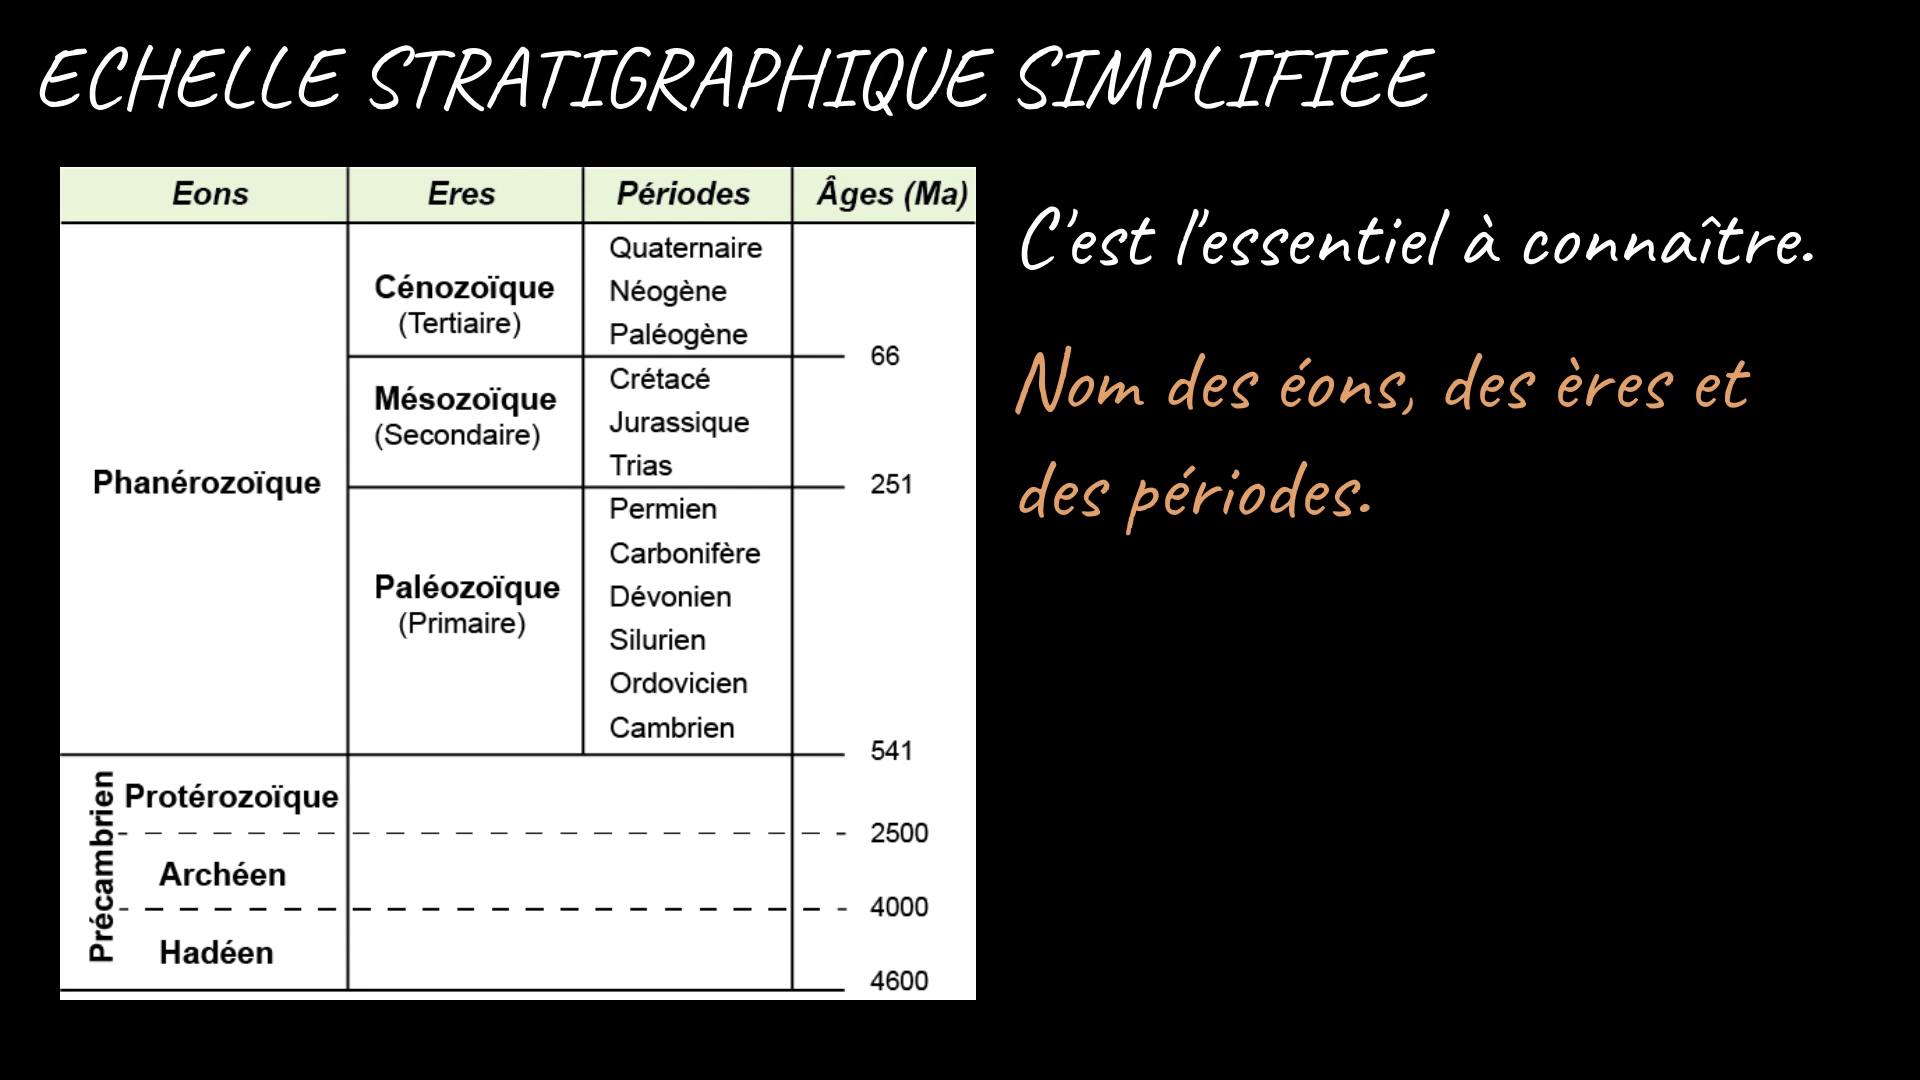 ECHELLE STRATIGRAPHIQUE SIMPLIFIEE
Eons Eres Périodes Âges (Ma)
Phanérozoïque
Cénozoïque
(Tertiaire)
Quaternaire
Néogène
Paléogène
66
Mésozoïque
(Secondaire)
Crétacé
Jurassique
Trias
251
Paléozoïque
(Primaire)
Permien
Carbonifère
Dévonien
Silurien
Ordovicien
Cambrien
541
Précambrien
Protérozoïque
2500
Archéen
4000
Hadéen
4600
C'est l'essentiel à connaître.
Nom des éons, des ères et
des périodes.